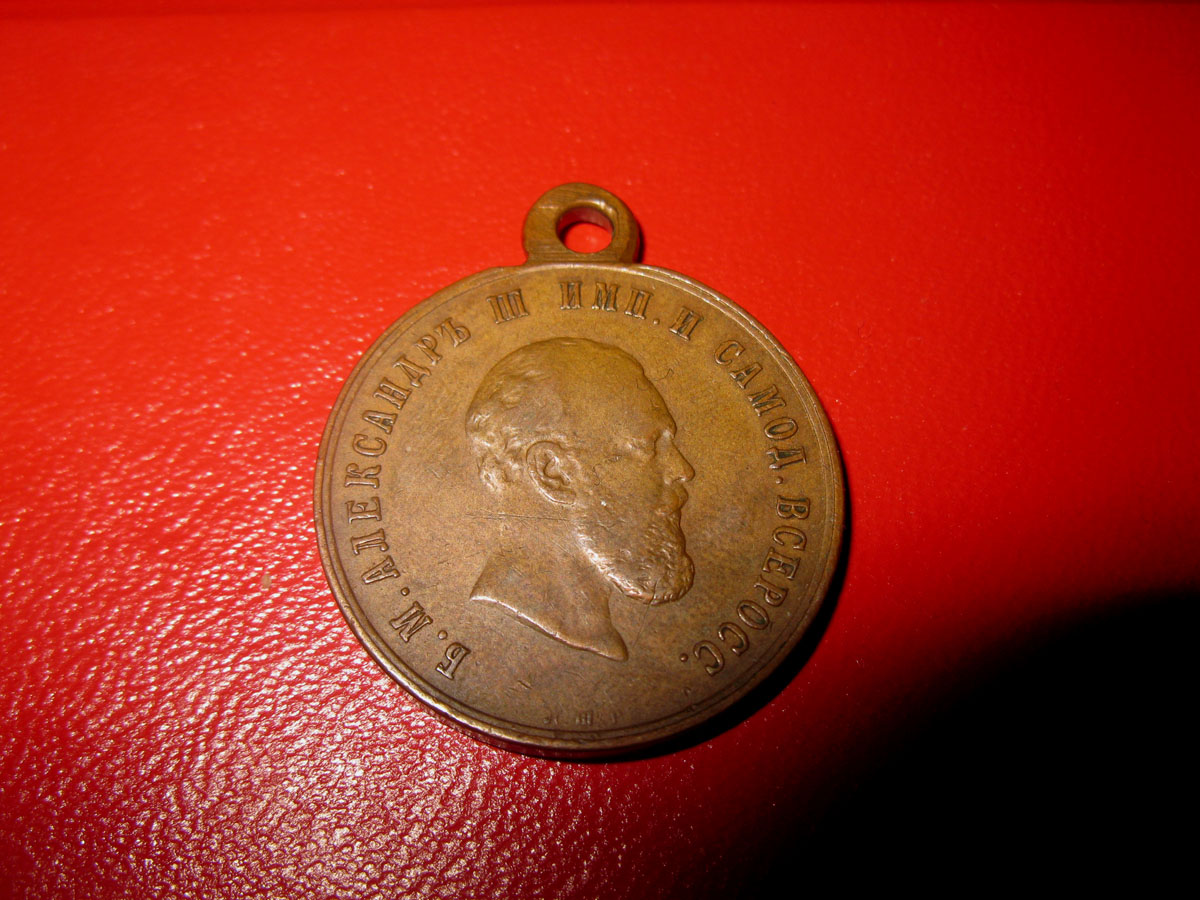 Б. М. АЛЕКСАНДРЪ III ИМП. И САМОД. ВСЕРОСС.